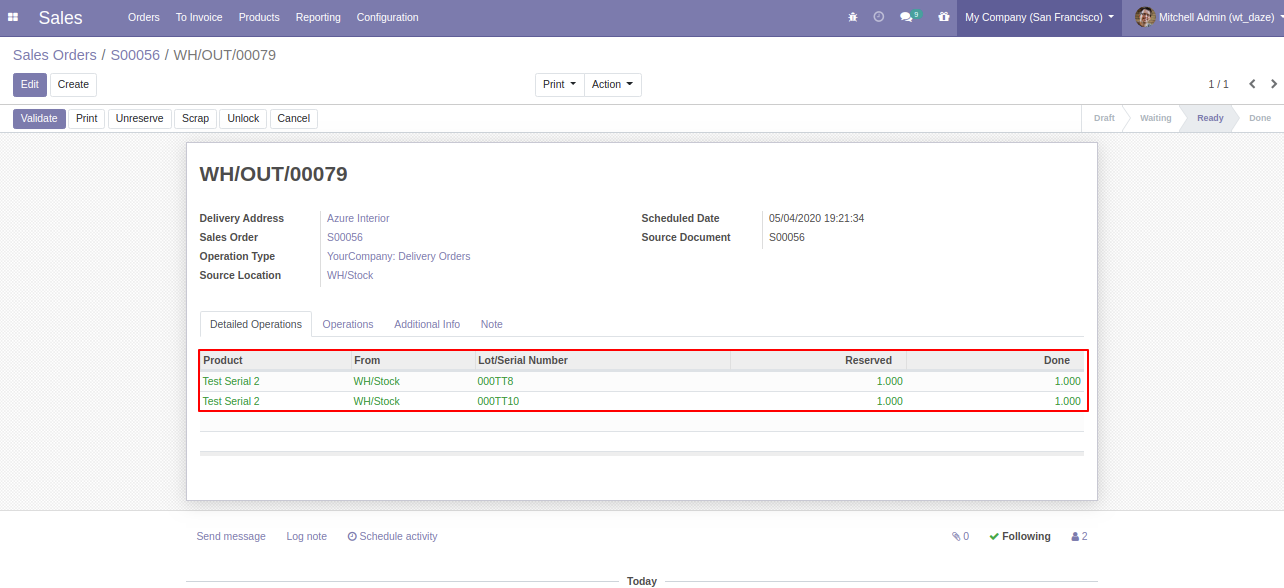 Sales Orders To Invoice Products Reporting Configuration 9 My Company (San Francisco) Mitchell Admin (wt_daze)
Sales Orders / S00056 / WH/OUT/00079
Edit Create Print Action 1 / 1
Validate Print Unreserve Scrap Unlock Cancel Draft Waiting Ready Done
WH/OUT/00079
Delivery Address Azure Interior Scheduled Date 05/04/2020 19:21:34
Sales Order S00056 Source Document S00056
Operation Type YourCompany: Delivery Orders
Source Location WH/Stock
Detailed Operations Operations Additional Info Note
Product From Lot/Serial Number Reserved Done
Test Serial 2 WH/Stock 000TT8 1.000 1.000
Test Serial 2 WH/Stock 000TT10 1.000 1.000
Send message Log note Schedule activity 0 Following 2
Today